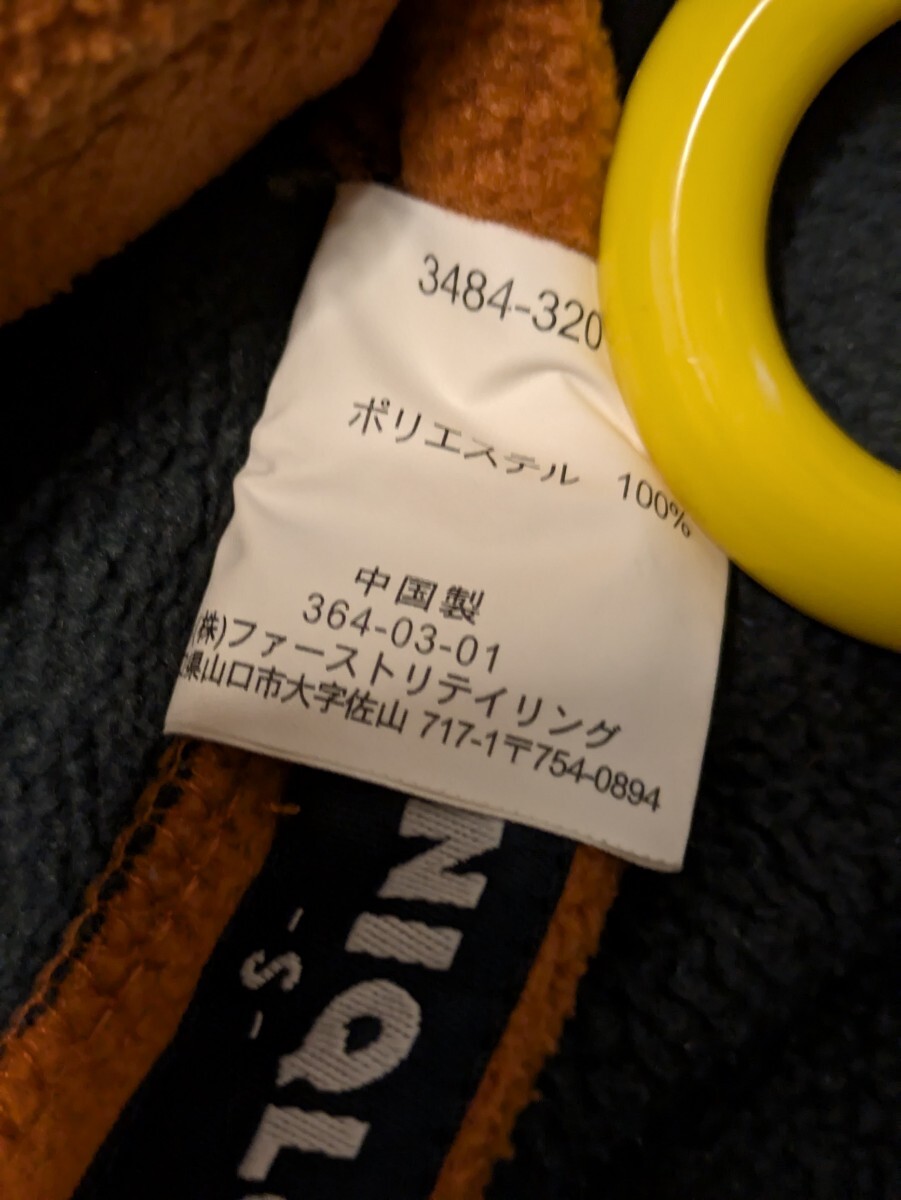 3484-320
ポリエステル 100%
中国製
364-03-01
(株)ファーストリテイリング
県山口市大字佐山 717-1〒754-0894
NIQL
-S-